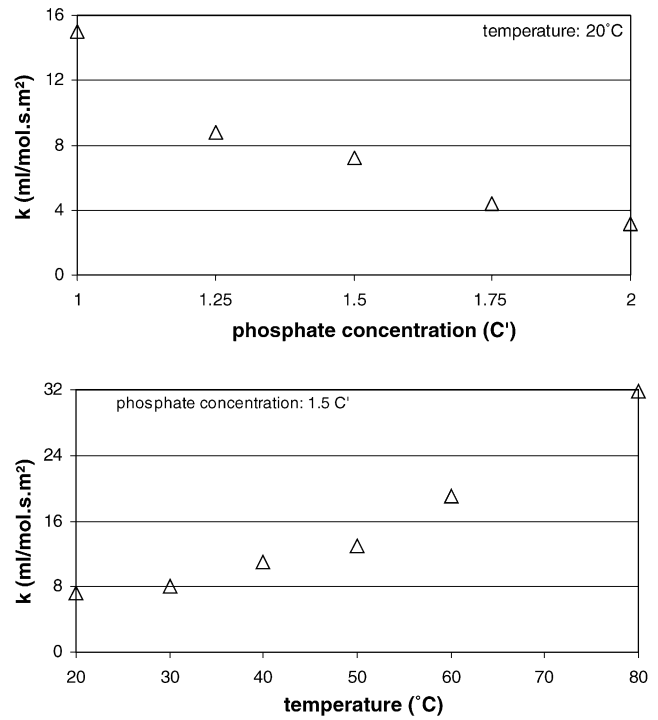 16
temperature: 20˚C
12
8
4
0
k (ml/mol.s.m²)
1 1.25 1.5 1.75 2
phosphate concentration (C')
32
phosphate concentration: 1.5 C'
24
16
8
0
k (ml/mol.s.m²)
20 30 40 50 60 70 80
temperature (˚C)